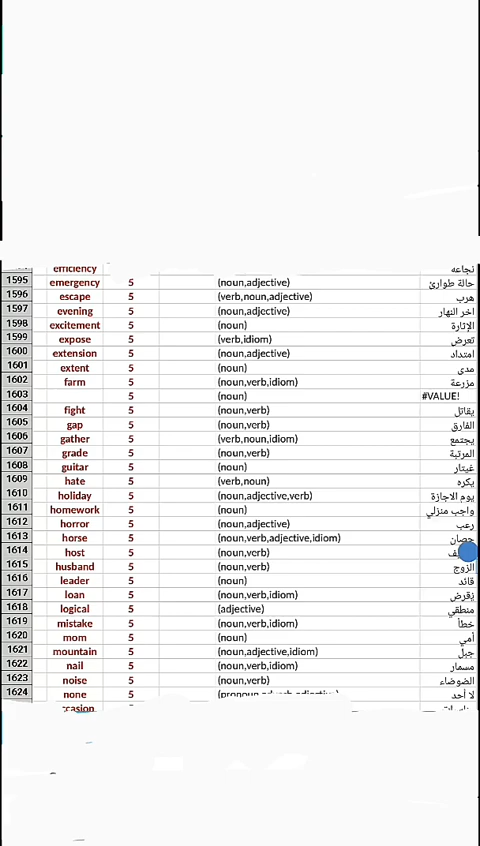 efficiency نجاعه
1595 emergency 5 (noun,adjective) حالة طوارئ
1596 escape 5 (verb,noun,adjective) هرب
1597 evening 5 (noun,adjective) اخر النهار
1598 excitement 5 (noun) الإثارة
1599 expose 5 (verb,idiom) تعرض
1600 extension 5 (noun,adjective) امتداد
1601 extent 5 (noun) مدى
1602 farm 5 (noun,verb,idiom) مزرعة
1603 5 (noun) #VALUE!
1604 fight 5 (noun,verb) يقاتل
1605 gap 5 (noun,verb) الفارق
1606 gather 5 (verb,noun,idiom) يجتمع
1607 grade 5 (noun,verb) المرتبة
1608 guitar 5 (noun) غيتار
1609 hate 5 (verb,noun) يكره
1610 holiday 5 (noun,adjective,verb) يوم الاجازة
1611 homework 5 (noun) واجب منزلي
1612 horror 5 (noun,adjective) رعب
1613 horse 5 (noun,verb,adjective,idiom) حصان
1614 host 5 (noun,verb)
1615 husband 5 (noun,verb) الزوج
1616 leader 5 (noun) قائد
1617 loan 5 (noun,verb,idiom) يُقرض
1618 logical 5 (adjective) منطقي
1619 mistake 5 (noun,verb,idiom) خطأ
1620 mom 5 (noun) أمي
1621 mountain 5 (noun,adjective,idiom) جبل
1622 nail 5 (noun,verb,idiom) مسمار
1623 noise 5 (noun,verb) الضوضاء
1624 none 5 (pronoun,adverb,adjective) لا أحد